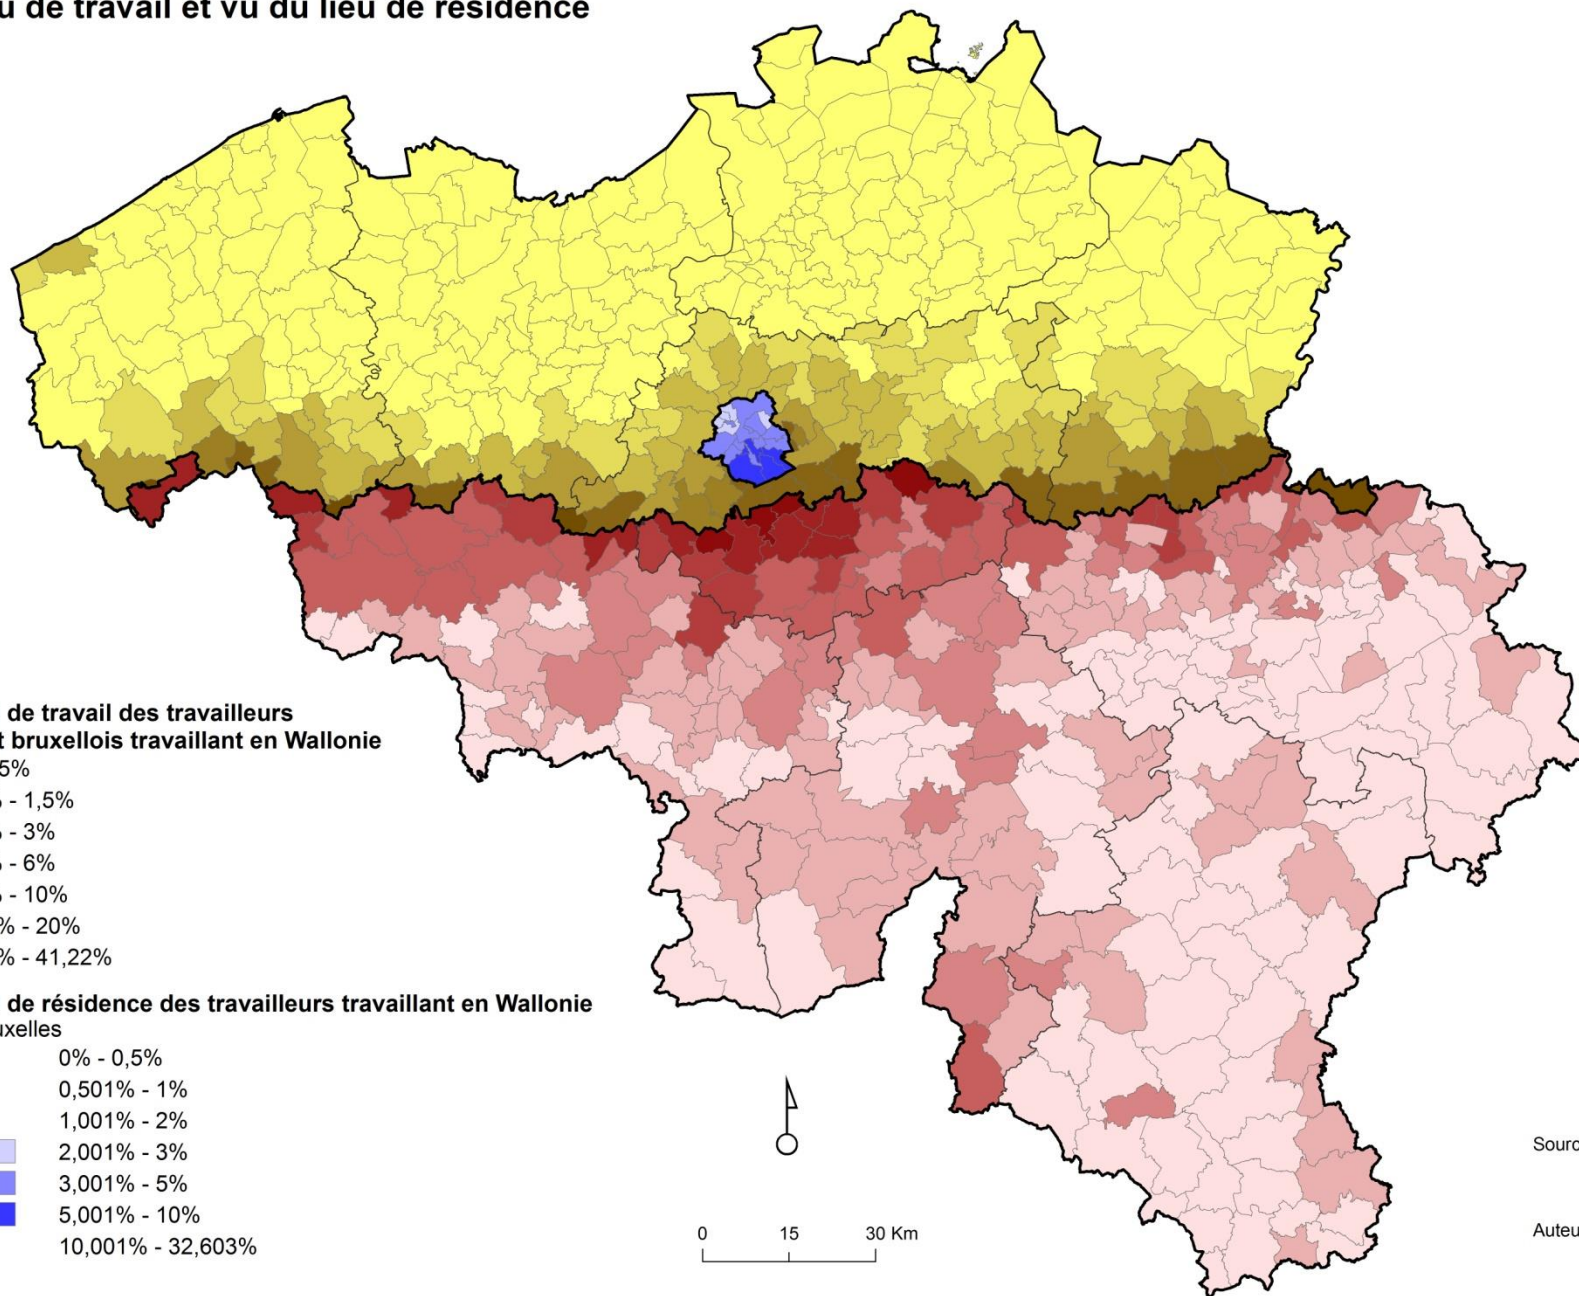 u de travail et vu du lieu de résidence
de travail des travailleurs
t bruxellois travaillant en Wallonie
5%
- 1,5%
- 3%
- 6%
- 10%
% - 20%
% - 41,22%
de résidence des travailleurs travaillant en Wallonie
uxelles
0% - 0,5%
0,501% - 1%
1,001% - 2%
2,001% - 3%
3,001% - 5%
5,001% - 10%
10,001% - 32,603%
0 15 30 Km
Sourc
Auteu